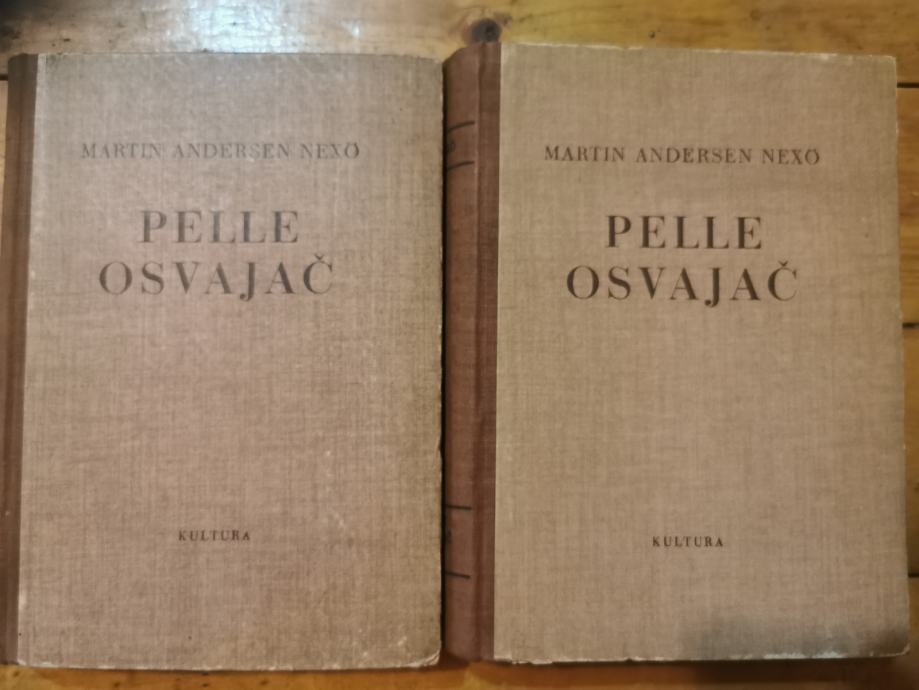 MARTIN ANDERSEN NEXÖ
PELLE
OSVAJAČ
KULTURA
MARTIN ANDERSEN NEXÖ
PELLE
OSVAJAČ
KULTURA